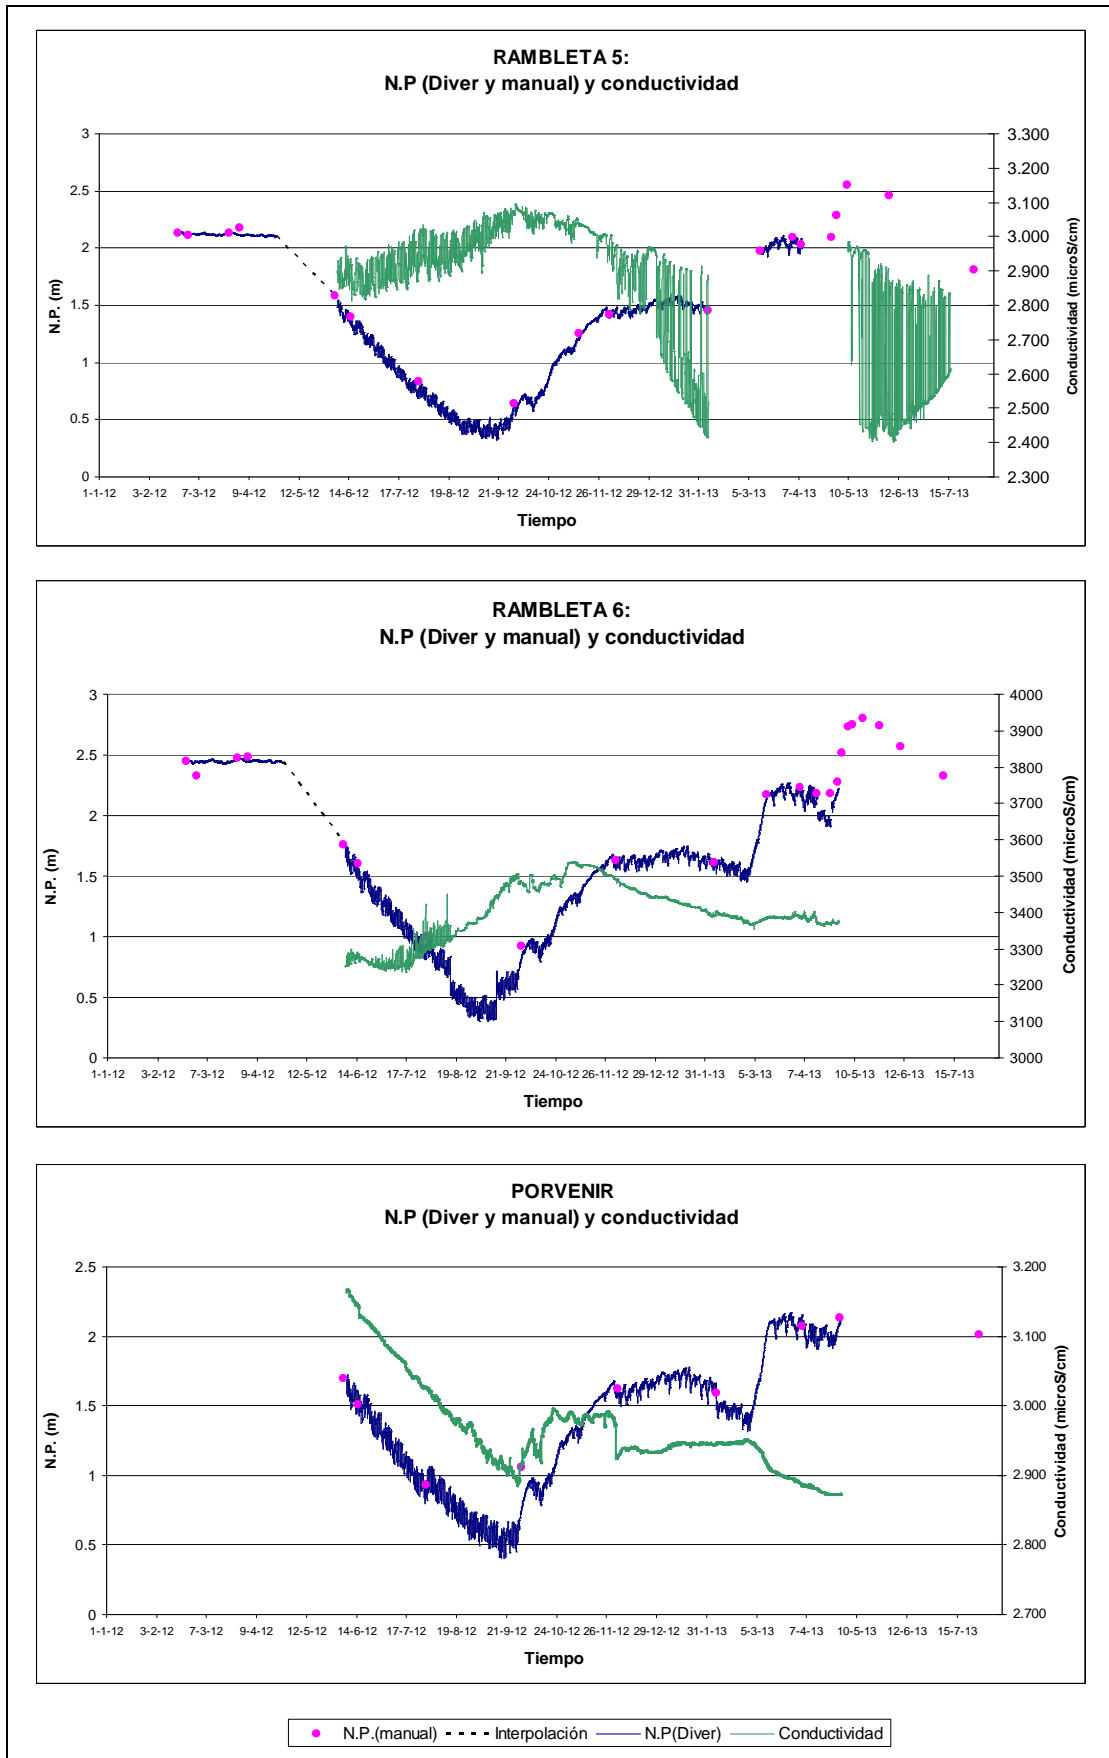 RAMBLETA 5:
N.P (Diver y manual) y conductividad
3
2.5
2
1.5
1
0.5
0
N.P. (m)
3.300
3.200
3.100
3.000
2.900
2.800
2.700
2.600
2.500
2.400
2.300
Conductividad (microS/cm)
1-1-12 3-2-12 7-3-12 9-4-12 12-5-12 14-6-12 17-7-12 19-8-12 21-9-12 24-10-12 26-11-12 29-12-12 31-1-13 5-3-13 7-4-13 10-5-13 12-6-13 15-7-13
Tiempo
RAMBLETA 6:
N.P (Diver y manual) y conductividad
3
2.5
2
1.5
1
0.5
0
N.P. (m)
4000
3900
3800
3700
3600
3500
3400
3300
3200
3100
3000
Conductividad (microS/cm)
1-1-12 3-2-12 7-3-12 9-4-12 12-5-12 14-6-12 17-7-12 19-8-12 21-9-12 24-10-12 26-11-12 29-12-12 31-1-13 5-3-13 7-4-13 10-5-13 12-6-13 15-7-13
Tiempo
PORVENIR
N.P (Diver y manual) y conductividad
2.5
2
1.5
1
0.5
0
N.P. (m)
3.200
3.100
3.000
2.900
2.800
2.700
Conductividad (microS/cm)
1-1-12 3-2-12 7-3-12 9-4-12 12-5-12 14-6-12 17-7-12 19-8-12 21-9-12 24-10-12 26-11-12 29-12-12 31-1-13 5-3-13 7-4-13 10-5-13 12-6-13 15-7-13
Tiempo
N.P.(manual) Interpolación N.P(Diver) Conductividad